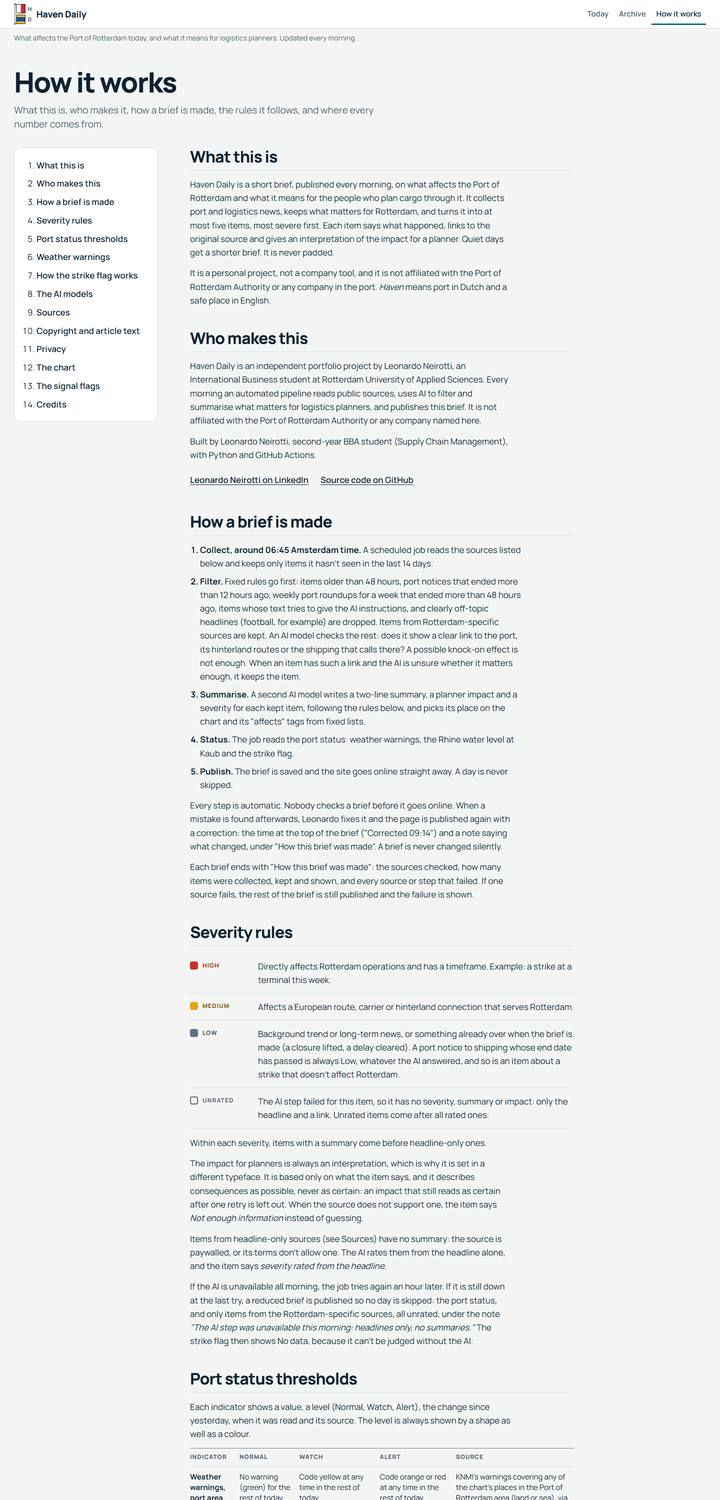 H
D
Haven Daily
Today
Archive
How it works
What affects the Port of Rotterdam today, and what it means for logistics planners. Updated every morning.
How it works
What this is, who makes it, how a brief is made, the rules it follows, and where every
number comes from.
1. What this is
2. Who makes this
3. How a brief is made
4. Severity rules
5. Port status thresholds
6. Weather warnings
7. How the strike flag works
8. The AI models
9. Sources
10. Copyright and article text
11. Privacy
12. The chart
13. The signal flags
14. Credits
What this is
Haven Daily is a short brief, published every morning, on what affects the Port of
Rotterdam and what it means for the people who plan cargo through it. It collects
port and logistics news, keeps what matters for Rotterdam, and turns it into at
most five items, most severe first. Each item says what happened, links to the
original source and gives an interpretation of the impact for a planner. Quiet days
get a shorter brief. It is never padded.
It is a personal project, not a company tool, and it is not affiliated with the Port of
Rotterdam Authority or any company in the port. Haven means port in Dutch and a
safe place in English.
Who makes this
Haven Daily is an independent portfolio project by Leonardo Neirotti, an
International Business student at Rotterdam University of Applied Sciences. Every
morning an automated pipeline reads public sources, uses AI to filter and
summarise what matters for logistics planners, and publishes this brief. It is not
affiliated with the Port of Rotterdam Authority or any company named here.
Built by Leonardo Neirotti, second-year BBA student (Supply Chain Management),
with Python and GitHub Actions.
Leonardo Neirotti on LinkedIn
Source code on GitHub
How a brief is made
1. Collect, around 06:45 Amsterdam time. A scheduled job reads the sources listed
below and keeps only items it hasn't seen in the last 14 days.
2. Filter. Fixed rules go first: items older than 48 hours, port notices that ended more
than 12 hours ago, weekly port roundups for a week that ended more than 48 hours
ago, items whose text tries to give the AI instructions, and clearly off-topic
headlines (football, for example) are dropped. Items from Rotterdam-specific
sources are kept. An AI model checks the rest: does it show a clear link to the port,
its hinterland routes or the shipping that calls there? A possible knock-on effect is
not enough. When an item has such a link and the AI is unsure whether it matters
enough, it keeps the item.
3. Summarise. A second AI model writes a two-line summary, a planner impact and a
severity for each kept item, following the rules below, and picks its place on the
chart and its "affects" tags from fixed lists.
4. Status. The job reads the port status: weather warnings, the Rhine water level at
Kaub and the strike flag.
5. Publish. The brief is saved and the site goes online straight away. A day is never
skipped.
Every step is automatic. Nobody checks a brief before it goes online. When a
mistake is found afterwards, Leonardo fixes it and the page is published again with
a correction: the time at the top of the brief ("Corrected 09:14") and a note saying
what changed, under "How this brief was made". A brief is never changed silently.
Each brief ends with "How this brief was made": the sources checked, how many
items were collected, kept and shown, and every source or step that failed. If one
source fails, the rest of the brief is still published and the failure is shown.
Severity rules
HIGH
Directly affects Rotterdam operations and has a timeframe. Example: a strike at a
terminal this week.
MEDIUM
Affects a European route, carrier or hinterland connection that serves Rotterdam.
LOW
Background trend or long-term news, or something already over when the brief is
made (a closure lifted, a delay cleared). A port notice to shipping whose end date
has passed is always Low, whatever the AI answered, and so is an item about a
strike that doesn't affect Rotterdam.
UNRATED
The AI step failed for this item, so it has no severity, summary or impact: only the
headline and a link. Unrated items come after all rated ones.
Within each severity, items with a summary come before headline-only ones.
The impact for planners is always an interpretation, which is why it is set in a
different typeface. It is based only on what the item says, and it describes
consequences as possible, never as certain: an impact that still reads as certain
after one retry is left out. When the source does not support one, the item says
Not enough information instead of guessing.
Items from headline-only sources (see Sources) have no summary: the source is
paywalled, or its terms don't allow one. The AI rates them from the headline alone,
and the item says severity rated from the headline.
If the AI is unavailable all morning, the job tries again an hour later. If it is still down
at the last try, a reduced brief is published so no day is skipped: the port status,
and only items from the Rotterdam-specific sources, all unrated, under the note
"The AI step was unavailable this morning: headlines only, no summaries." The
strike flag then shows No data, because it can't be judged without the AI.
Port status thresholds
Each indicator shows a value, a level (Normal, Watch, Alert), the change since
yesterday, when it was read and its source. The level is always shown by a shape as
well as a colour.
INDICATOR
NORMAL
WATCH
ALERT
SOURCE
Weather
warnings,
port area
No warning
(green) for the
rest of today
Code yellow at any
time in the rest of
today
Code orange or red
at any time in the
rest of today
KNMI's warnings covering any of
the chart's places in the Port of
Rotterdam area (land or sea), via